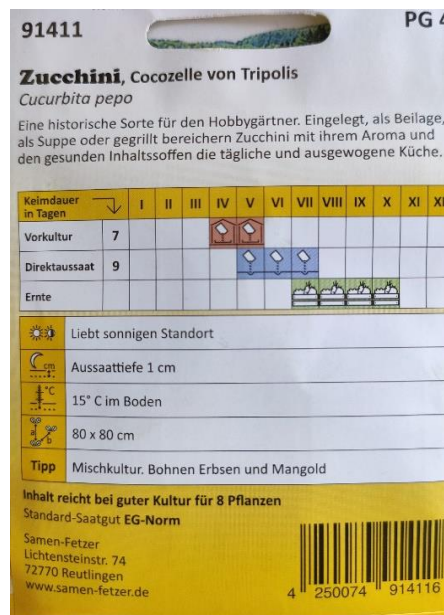 91411
PG 4
Zucchini, Cocozelle von Tripolis
Cucurbita pepo
Eine historische Sorte für den Hobbygärtner. Eingelegt, als Beilage,
als Suppe oder gegrillt bereichern Zucchini mit ihrem Aroma und
den gesunden Inhaltssoffen die tägliche und ausgewogene Küche.
Keimdauer in Tagen I II III IV V VI VII VIII IX X XI XI
Vorkultur 7
Direktaussaat 9
Ernte
Liebt sonnigen Standort
cm Aussaattiefe 1 cm
°C 15° C im Boden
a b 80 x 80 cm
Tipp Mischkultur. Bohnen Erbsen und Mangold
Inhalt reicht bei guter Kultur für 8 Pflanzen
Standard-Saatgut EG-Norm
Samen-Fetzer
Lichtensteinstr. 74
72770 Reutlingen
www.samen-fetzer.de
4 250074 914116